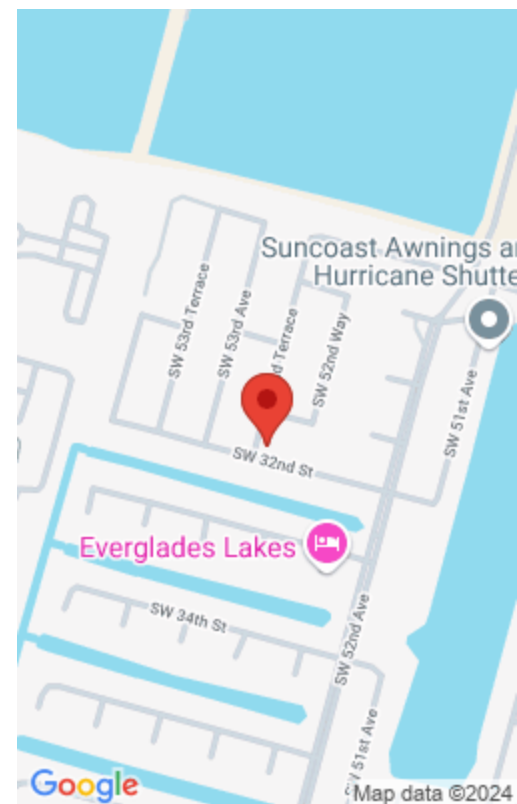 Suncoast Awnings a
Hurricane Shutte
SW 53rd Terrace
SW 53rd Ave
d Terrace
SW 52nd Way
SW 51st Ave
SW 32nd St
Everglades Lakes
SW 34th St
SW 52nd Ave
SW 51st Ave
Google
Map data ©2024